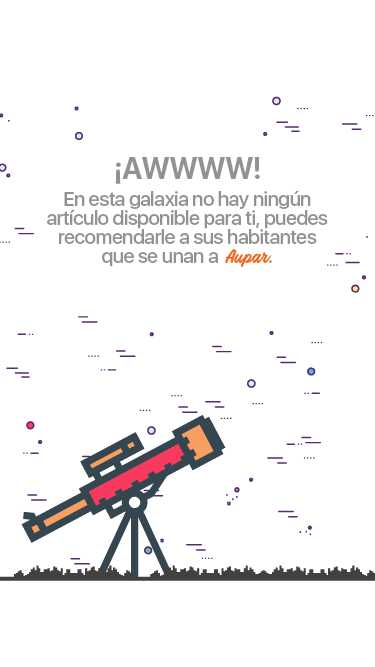 ¡AWWWW!
En esta galaxia no hay ningún
artículo disponible para ti, puedes
recomendarle a sus habitantes
que se unan a Aupar.